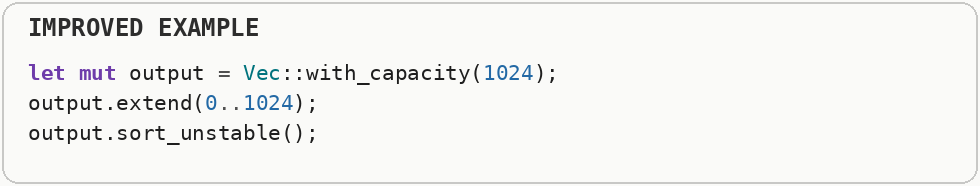 IMPROVED EXAMPLE
let mut output = Vec::with_capacity(1024);
output.extend(0..1024);
output.sort_unstable();